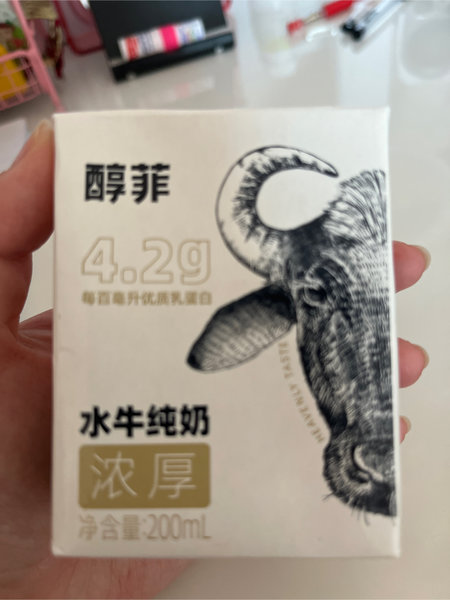 醇菲
4.2g
每百毫升优质乳蛋白
HEAVENLY TASTE
水牛纯奶
浓厚
净含量:200mL